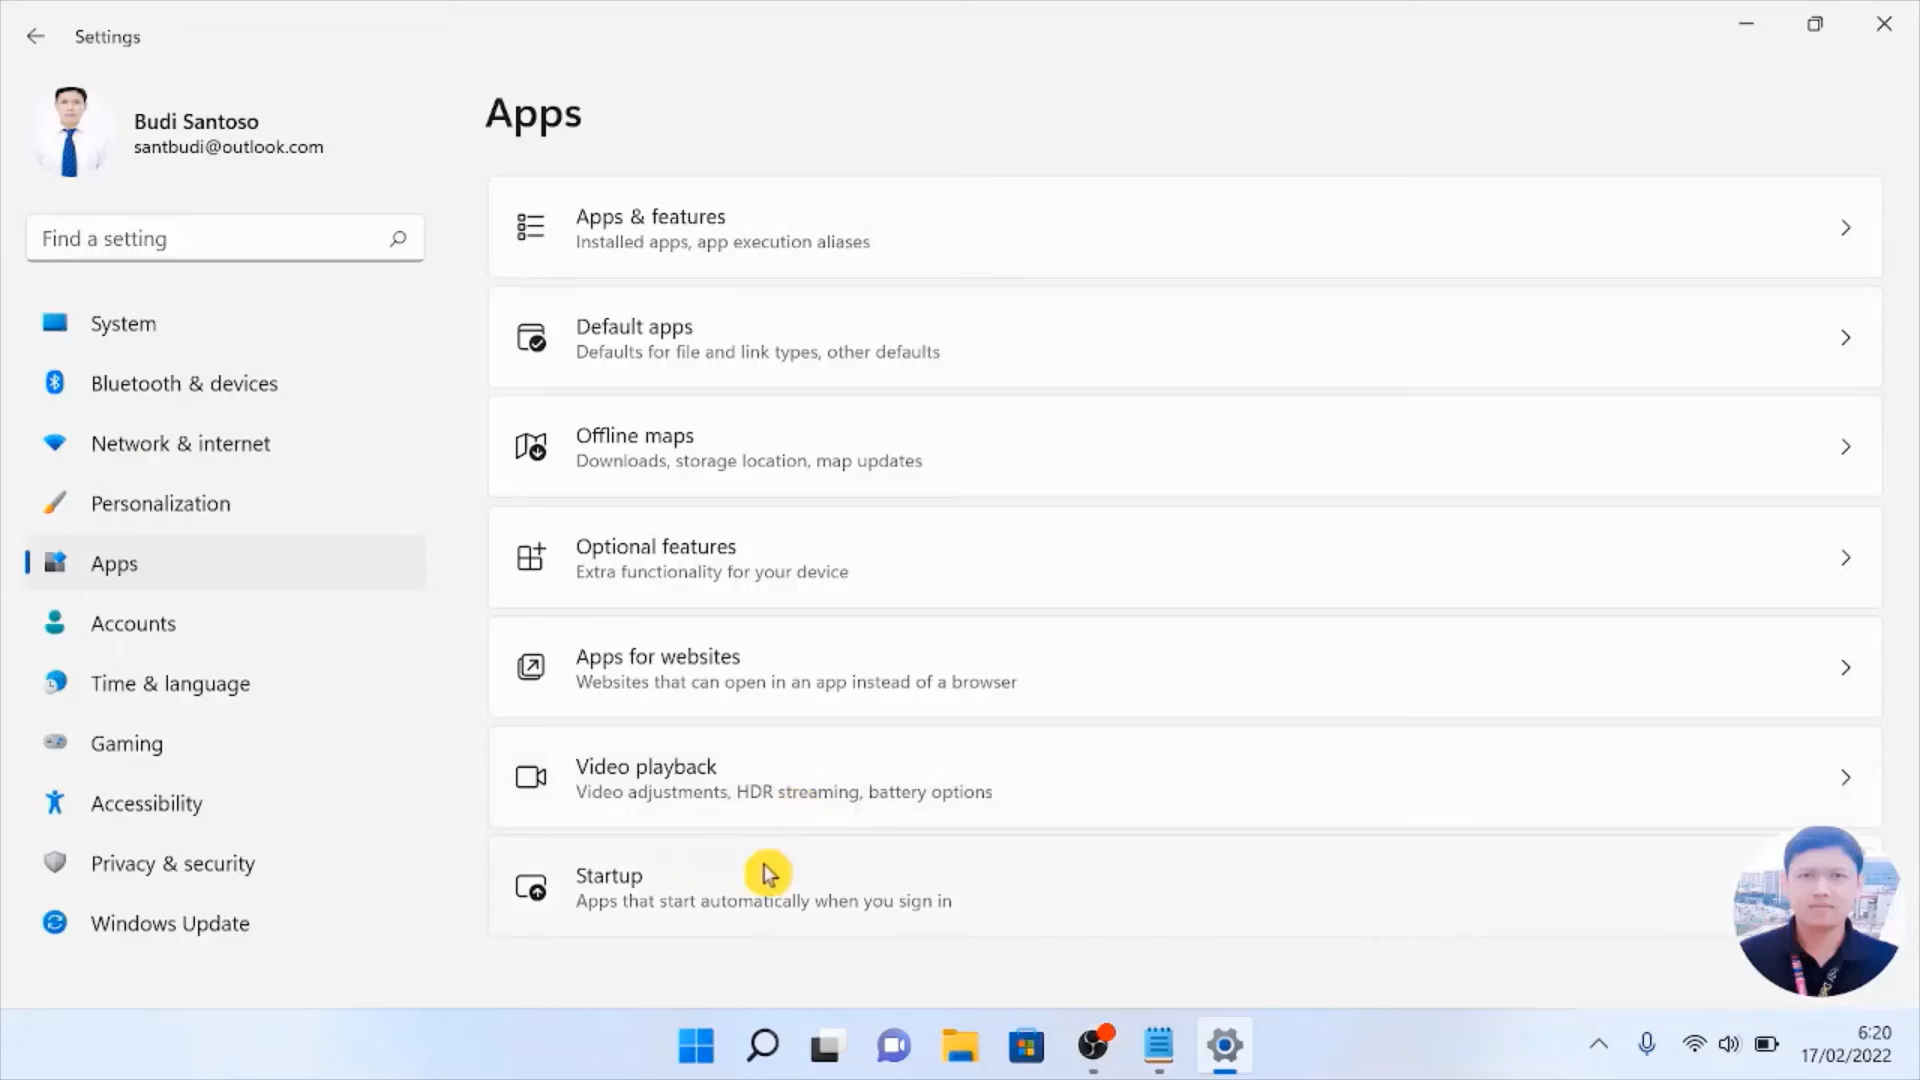 Settings
Budi Santoso
santbudi@outlook.com
Find a setting
System
Bluetooth & devices
Network & internet
Personalization
Apps
Accounts
Time & language
Gaming
Accessibility
Privacy & security
Windows Update
Apps
Apps & features
Installed apps, app execution aliases
Default apps
Defaults for file and link types, other defaults
Offline maps
Downloads, storage location, map updates
Optional features
Extra functionality for your device
Apps for websites
Websites that can open in an app instead of a browser
Video playback
Video adjustments, HDR streaming, battery options
Startup
Apps that start automatically when you sign in
6:20
17/02/2022